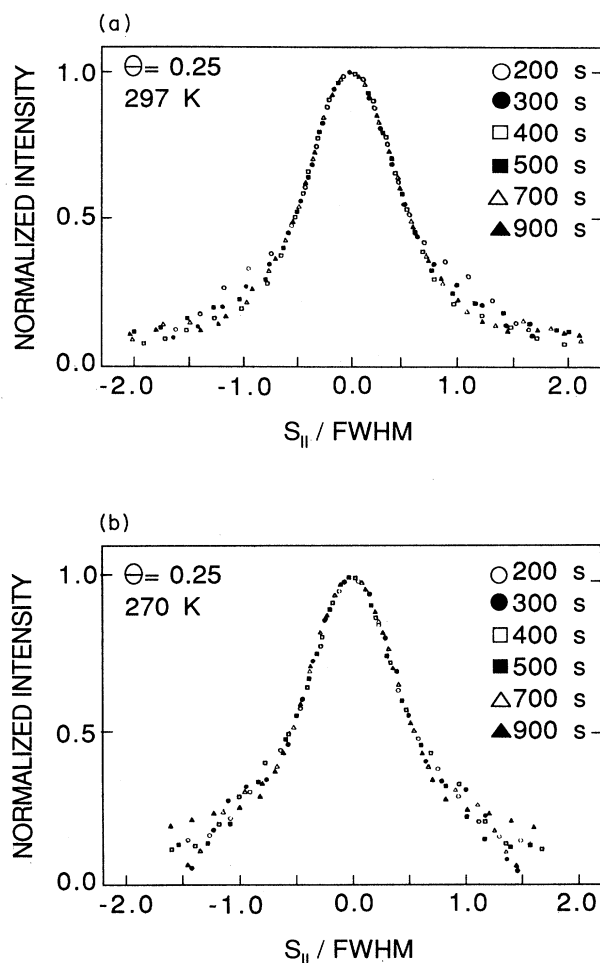 (a)
Θ= 0.25
297 K
○ 200 s
● 300 s
□ 400 s
■ 500 s
△ 700 s
▲ 900 s
NORMALIZED INTENSITY
1.0
0.5
0.0
-2.0 -1.0 0.0 1.0 2.0
S|| / FWHM
(b)
Θ= 0.25
270 K
○ 200 s
● 300 s
□ 400 s
■ 500 s
△ 700 s
▲ 900 s
NORMALIZED INTENSITY
1.0
0.5
0.0
-2.0 -1.0 0.0 1.0 2.0
S|| / FWHM